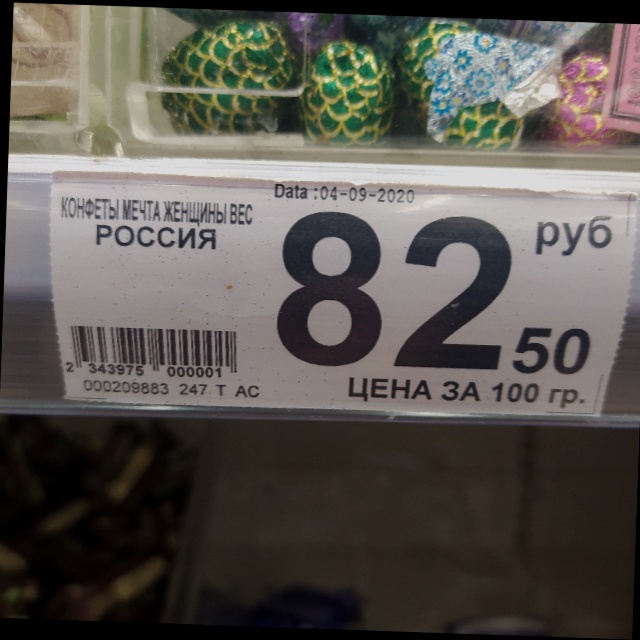 Data :04-09-2020
КОНФЕТЫ МЕЧТА ЖЕНЩИНЫ ВЕС
РОССИЯ
82 50 руб
2 343975 000001
000209883 247 Т АС
ЦЕНА ЗА 100 гр.